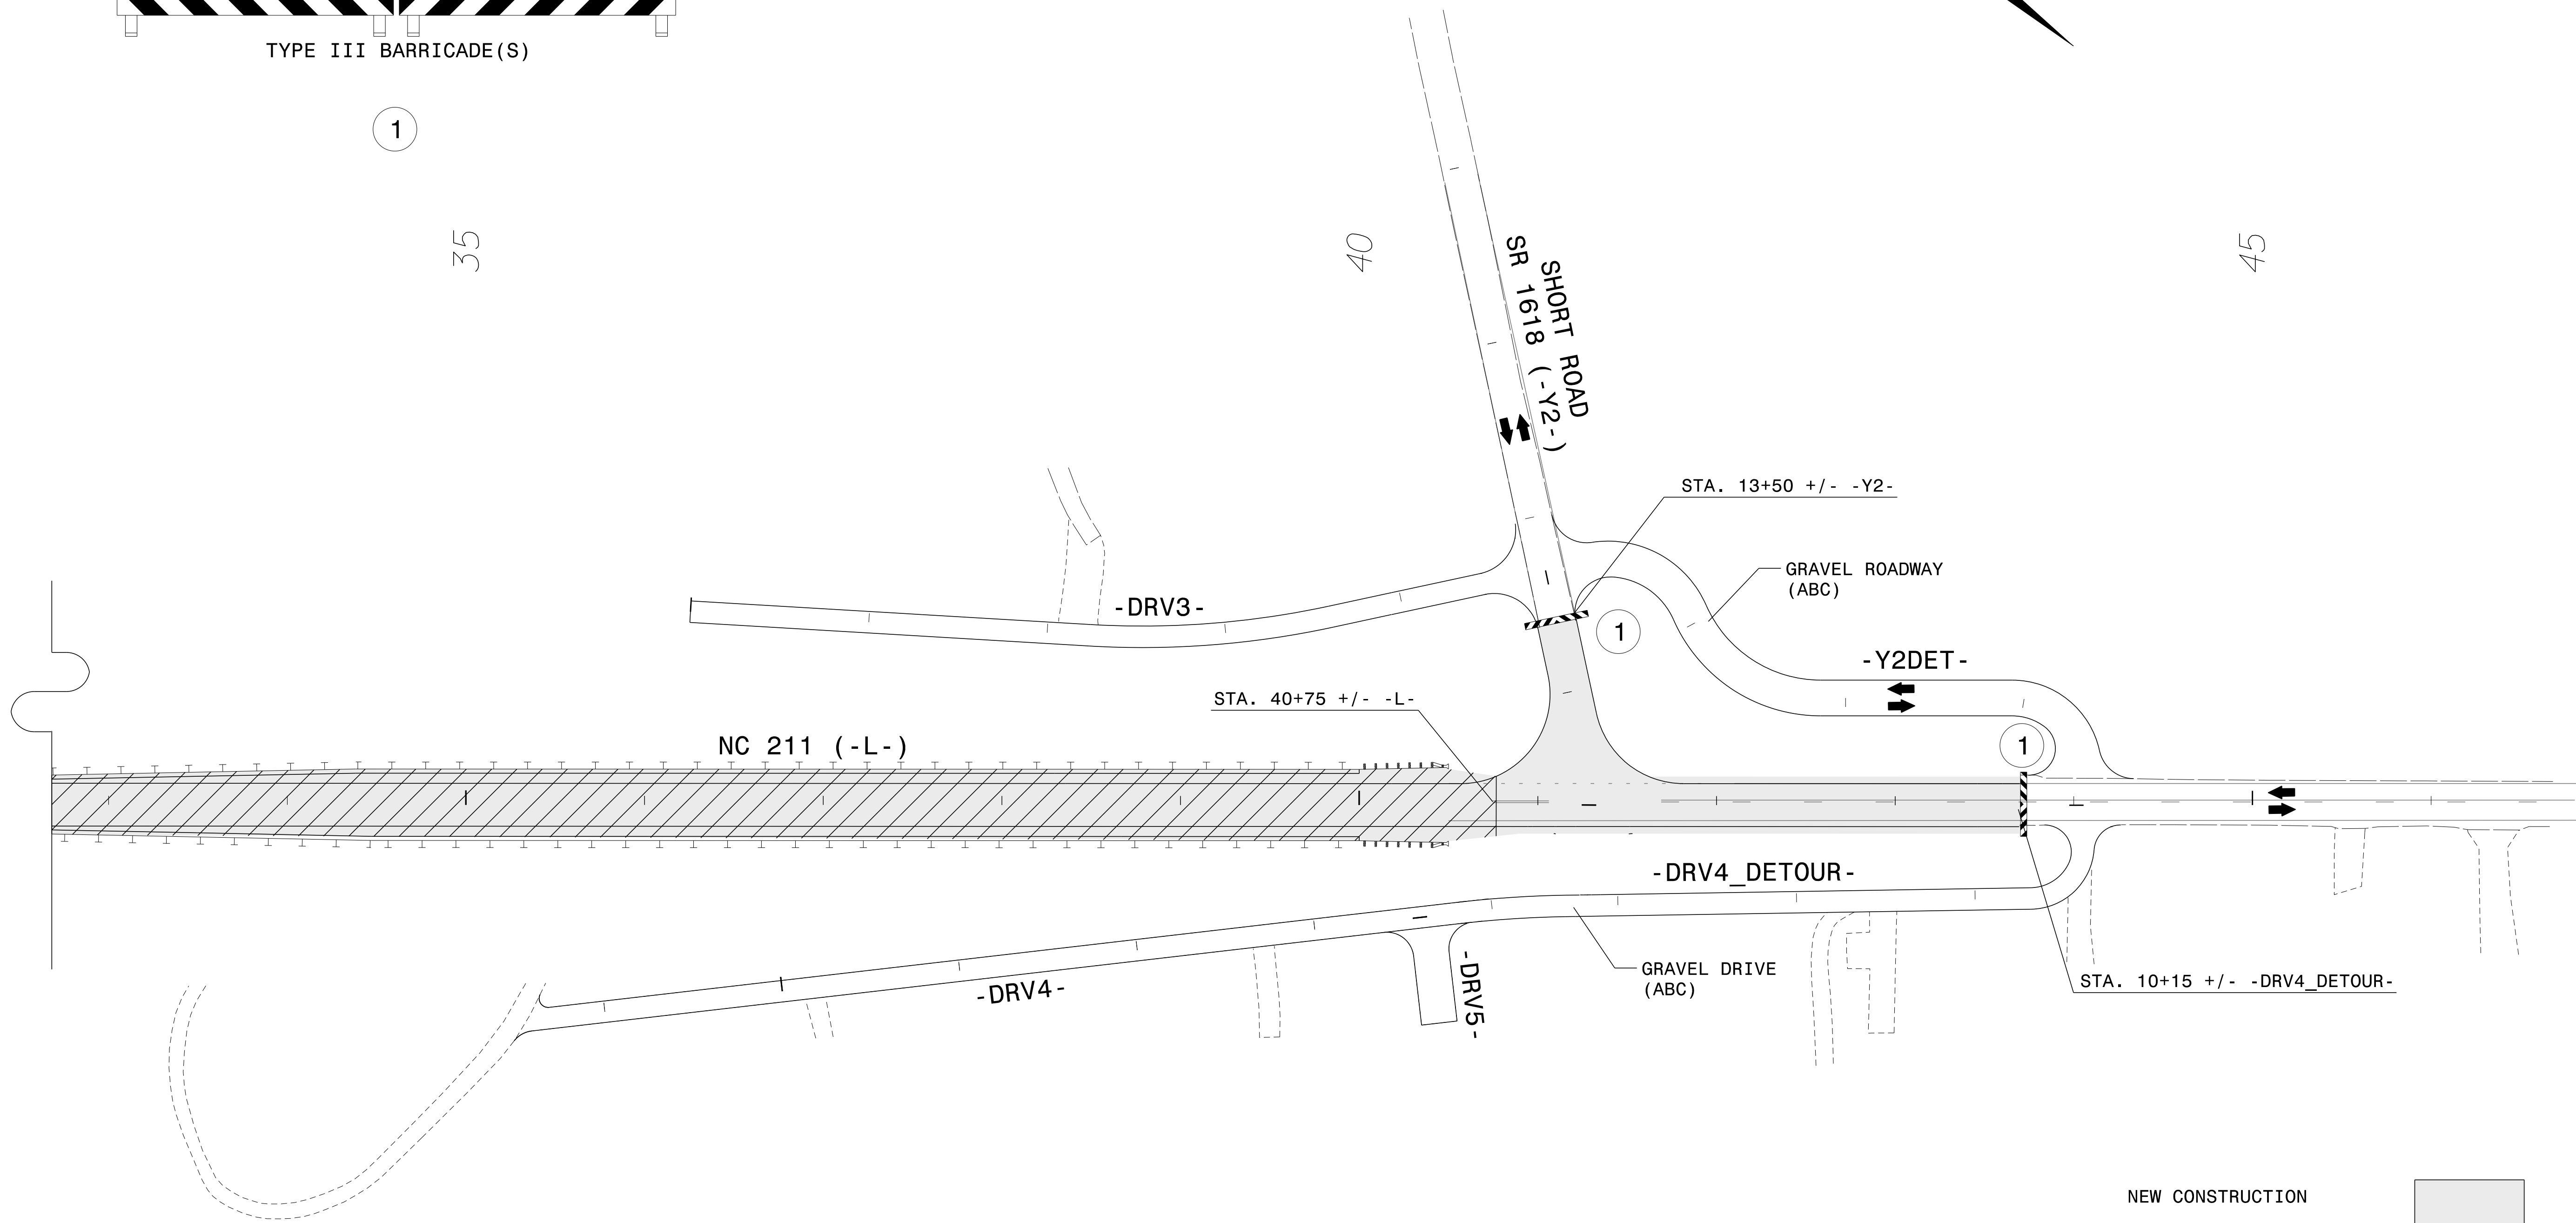 TYPE III BARRICADE(S)
1
35
40
45
SHORT ROAD
SR 1618 (-Y2-)
STA. 13+50 +/- -Y2-
GRAVEL ROADWAY
(ABC)
-DRV3-
1
-Y2DET-
STA. 40+75 +/- -L-
NC 211 (-L-)
1
-DRV4_DETOUR-
GRAVEL DRIVE
(ABC)
-DRV4-
-DRV5-
STA. 10+15 +/- -DRV4_DETOUR-
NEW CONSTRUCTION